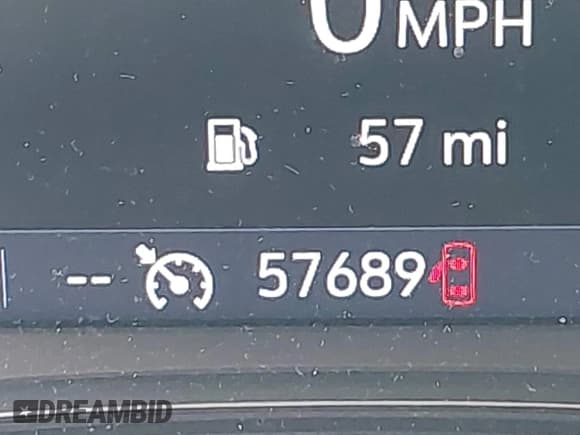 0 MPH
57 mi
-- 57689
DREAMBID